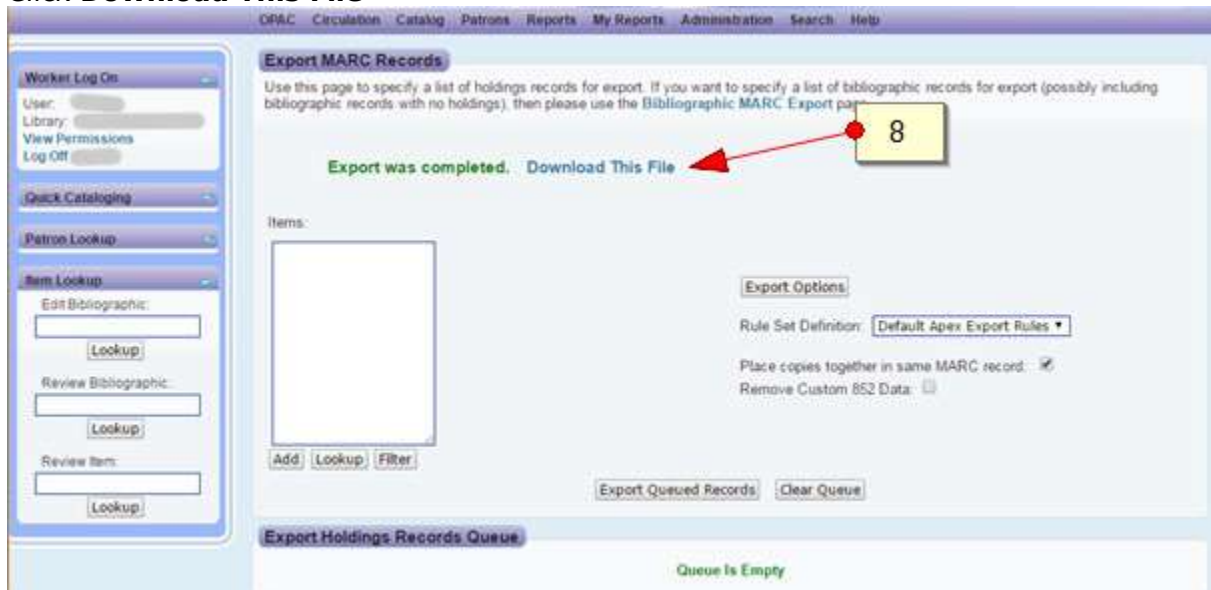 Click Download This File
OPAC Circulation Catalog Patrons Reports My Reports Administration Search Help
Worker Log On
User:
Library:
View Permissions
Log Off
Quick Cataloging
Patron Lookup
Item Lookup
Edit Bibliographic:
Lookup
Review Bibliographic:
Lookup
Review Item:
Lookup
Export MARC Records
Use this page to specify a list of holdings records for export. If you want to specify a list of bibliographic records for export (possibly including
bibliographic records with no holdings), then please use the Bibliographic MARC Export
8
Export was completed. Download This File
Items:
Add Lookup Filter
Export Options
Rule Set Definition: Default Apex Export Rules
Place copies together in same MARC record:
Remove Custom 852 Data:
Export Queued Records Clear Queue
Export Holdings Records Queue
Queue Is Empty